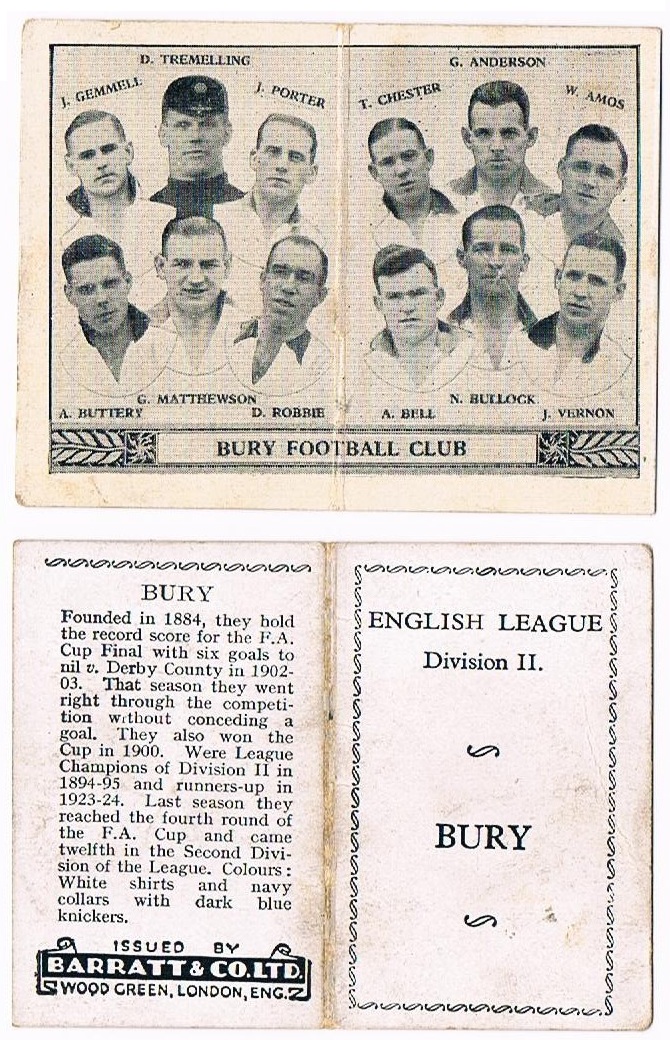 D. TREMELLING
J. GEMMELL
J. PORTER
G. ANDERSON
T. CHESTER
W. AMOS
G. MATTHEWSON
A. BUTTERY
D. ROBBIE
N. BULLOCK
A. BELL
J. VERNON
BURY FOOTBALL CLUB
BURY
Founded in 1884, they hold
the record score for the F.A.
Cup Final with six goals to
nil v. Derby County in 1902-
03. That season they went
right through the competi-
tion without conceding a
goal. They also won the
Cup in 1900. Were League
Champions of Division II in
1894-95 and runners-up in
1923-24. Last season they
reached the fourth round of
the F.A. Cup and came
twelfth in the Second Divi-
sion of the League. Colours:
White shirts and navy
collars with dark blue
knickers.
ISSUED BY
BARRATT & CO. LTD.
WOOD GREEN, LONDON, ENG.
ENGLISH LEAGUE
Division II.
BURY